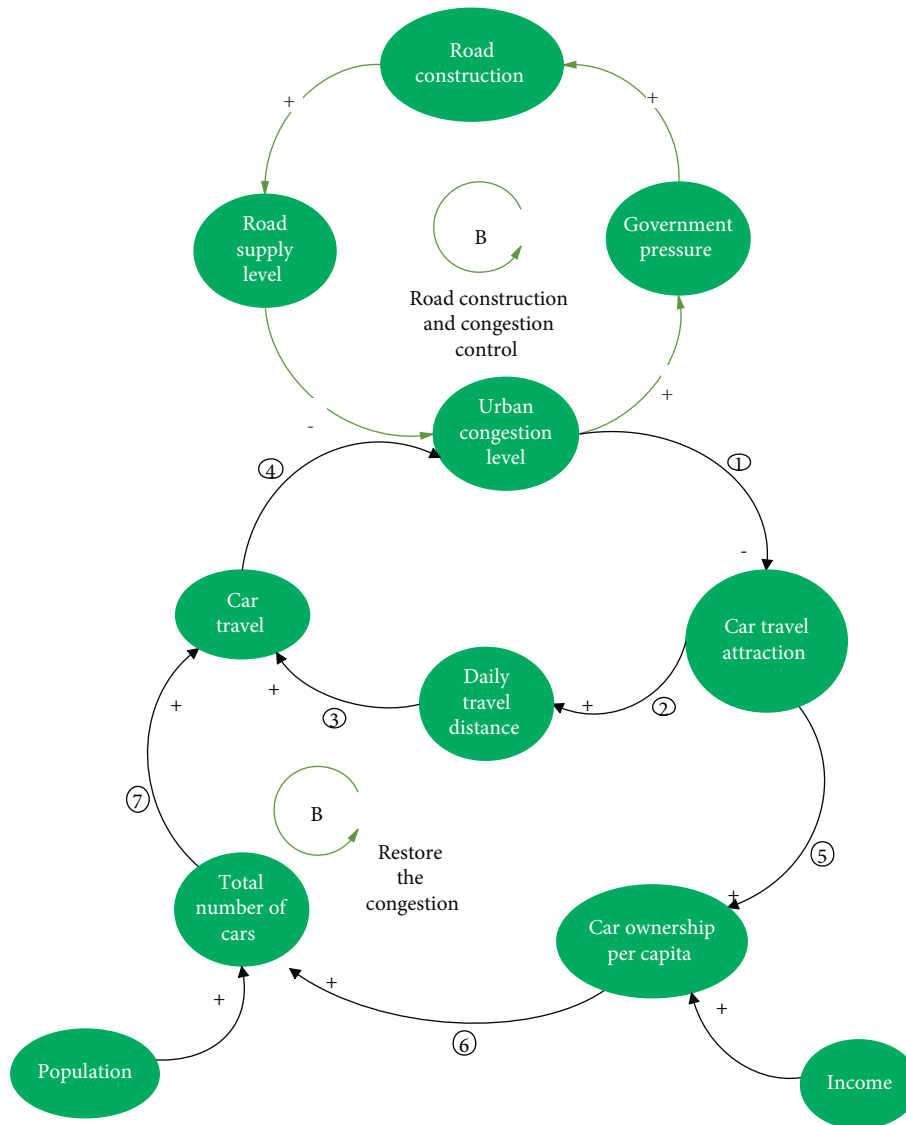 Road
construction
+
+
Road
supply
level
B
Government
pressure
Road construction
and congestion
control
-
+
Urban
congestion
level
④
①
-
Car
travel
Car travel
attraction
Daily
travel
distance
+
+
+
③
②
⑦
B
Restore
the
congestion
⑤
+
Total
number of
cars
Car ownership
per capita
+
+
+
⑥
Population
Income